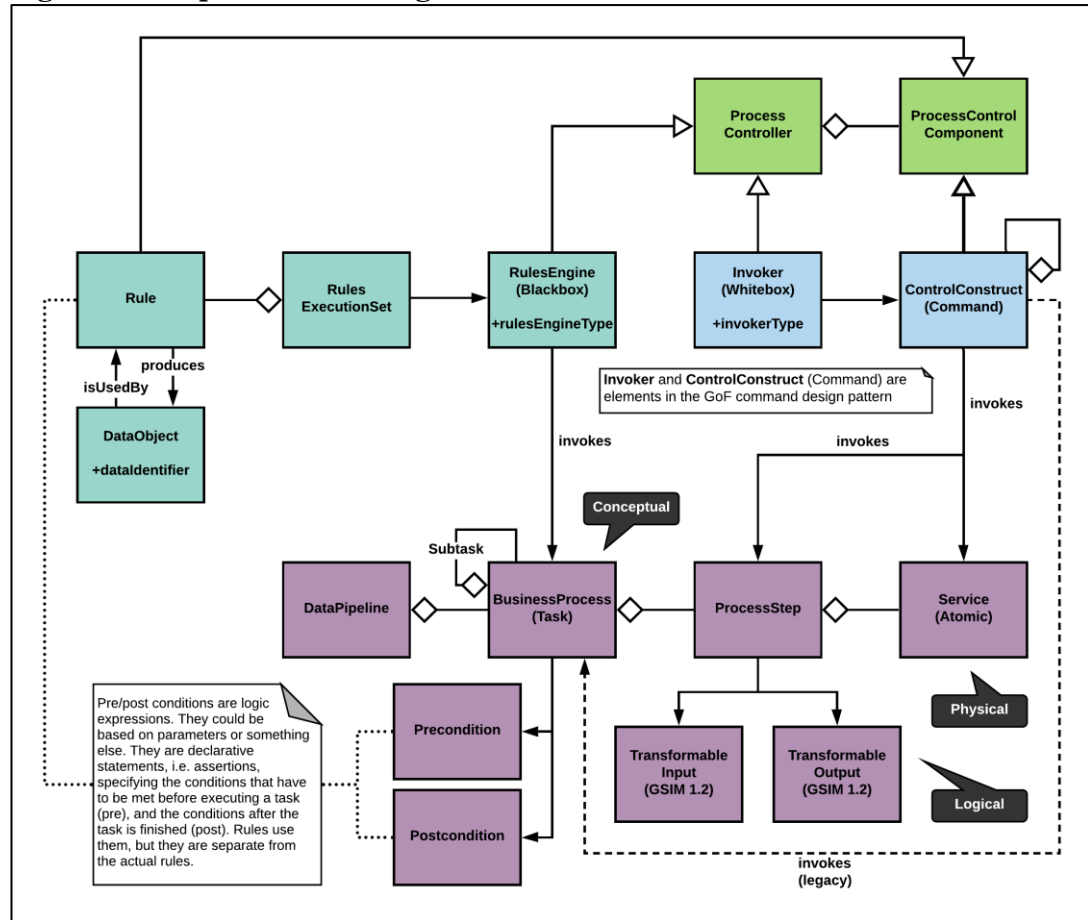 Process
Controller
ProcessControl
Component
Rule
Rules
ExecutionSet
RulesEngine
(Blackbox)
+rulesEngineType
Invoker
(Whitebox)
+invokerType
ControlConstruct
(Command)
produces
isUsedBy
DataObject
+dataIdentifier
Invoker and ControlConstruct (Command) are
elements in the GoF command design pattern
invokes
invokes
invokes
Conceptual
Subtask
DataPipeline
BusinessProcess
(Task)
ProcessStep
Service
(Atomic)
Physical
Pre/post conditions are logic
expressions. They could be
based on parameters or something
else. They are declarative
statements, i.e. assertions,
specifying the conditions that have
to be met before executing a task
(pre), and the conditions after the
task is finished (post). Rules use
them, but they are separate from
the actual rules.
Precondition
Postcondition
Transformable
Input
(GSIM 1.2)
Transformable
Output
(GSIM 1.2)
Logical
invokes
(legacy)